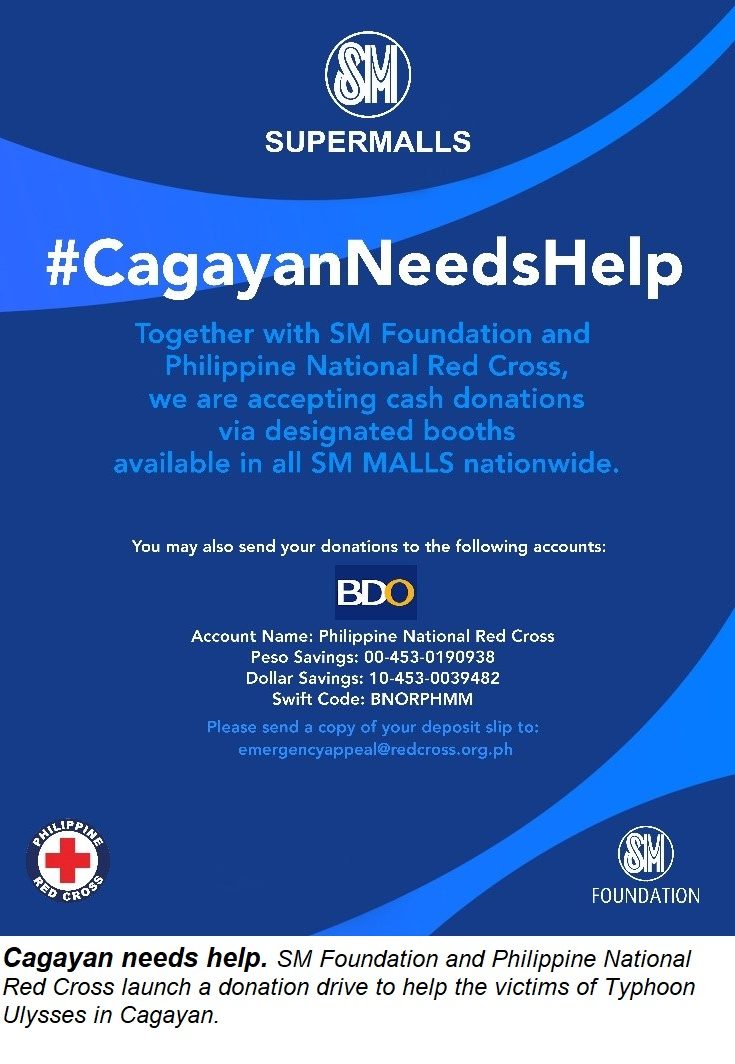 SM
SUPERMALLS
#CagayanNeedsHelp
Together with SM Foundation and
Philippine National Red Cross,
we are accepting cash donations
via designated booths
available in all SM MALLS nationwide.
You may also send your donations to the following accounts:
BDO
Account Name: Philippine National Red Cross
Peso Savings: 00-453-0190938
Dollar Savings: 10-453-0039482
Swift Code: BNORPHMM
Please send a copy of your deposit slip to:
emergencyappeal@redcross.org.ph
PHILIPPINE
RED CROSS
SM
FOUNDATION
Cagayan needs help. SM Foundation and Philippine National
Red Cross launch a donation drive to help the victims of Typhoon
Ulysses in Cagayan.